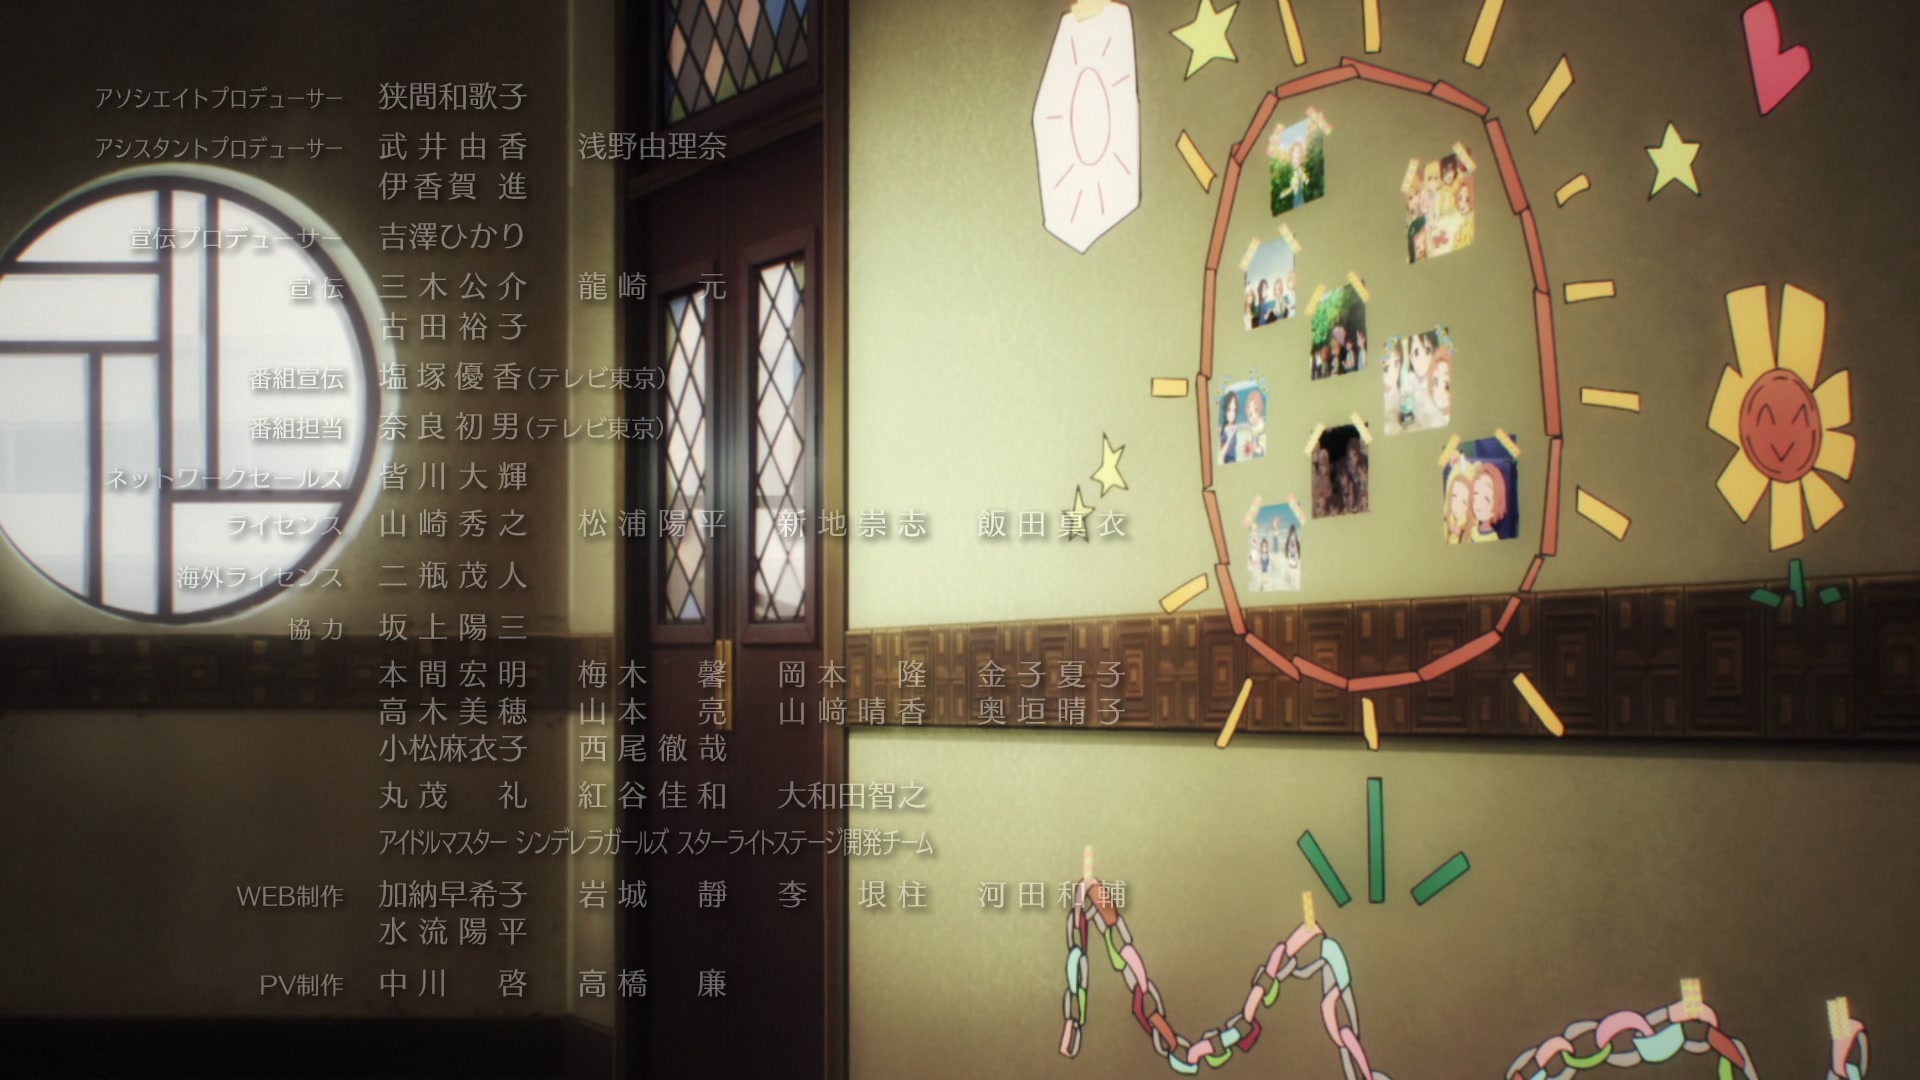 アソシエイトプロデューサー 狭間和歌子
アシスタントプロデューサー 武井由香 浅野由理奈
伊香賀 進
宣伝プロデューサー 吉澤ひかり
宣伝 三木公介 龍崎 元
古田裕子
番組宣伝 塩塚優香(テレビ東京)
番組担当 奈良初男(テレビ東京)
ネットワークセールス 皆川大輝
ライセンス 山崎秀之 松浦陽平 新地崇志 飯田真衣
海外ライセンス 二瓶茂人
協力 坂上陽三
本間宏明 梅木 馨 岡本 隆 金子夏子
高木美穂 山本 亮 山﨑晴香 奥垣晴子
小松麻衣子 西尾徹哉
丸茂 礼 紅谷佳和 大和田智之
アイドルマスター シンデレラガールズ スターライトステージ開発チーム
WEB制作 加納早希子 岩城 靜 李 垠柱 河田和輔
水流陽平
PV制作 中川 啓 高橋 廉